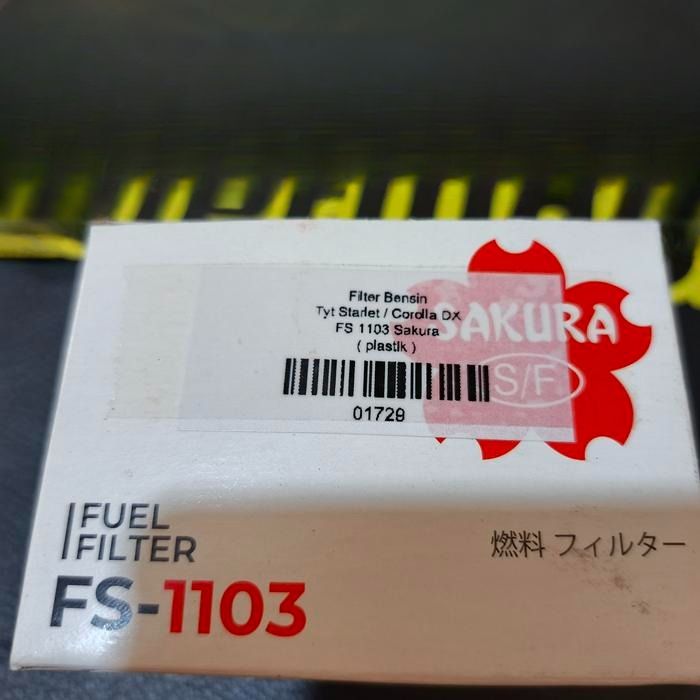 Filter Bensin
Tyt Starlet / Corolla DX
FS 1103 Sakura
( plastik )
01729
SAKURA
S/F
FUEL
FILTER
FS-1103
燃料 フィルター